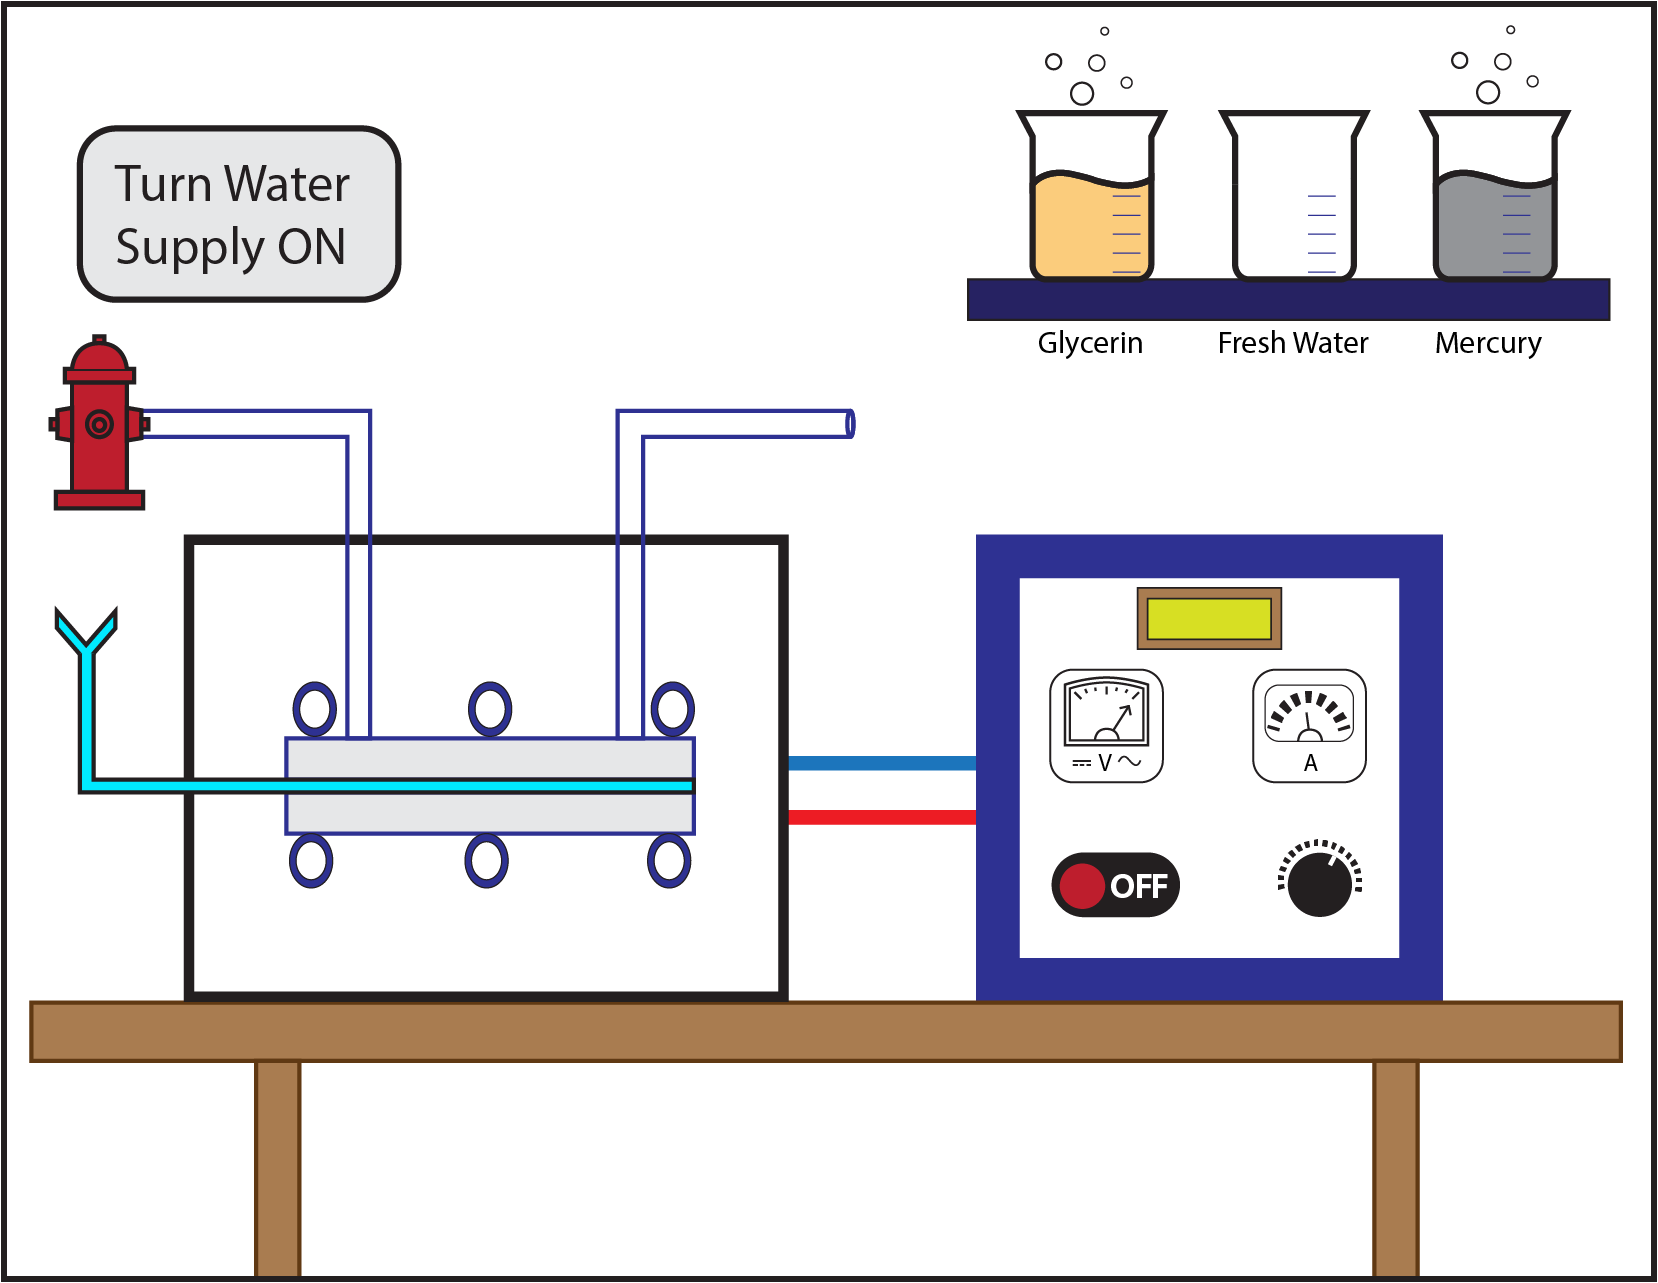 Turn Water
Supply ON
Glycerin
Fresh Water
Mercury
V
A
OFF